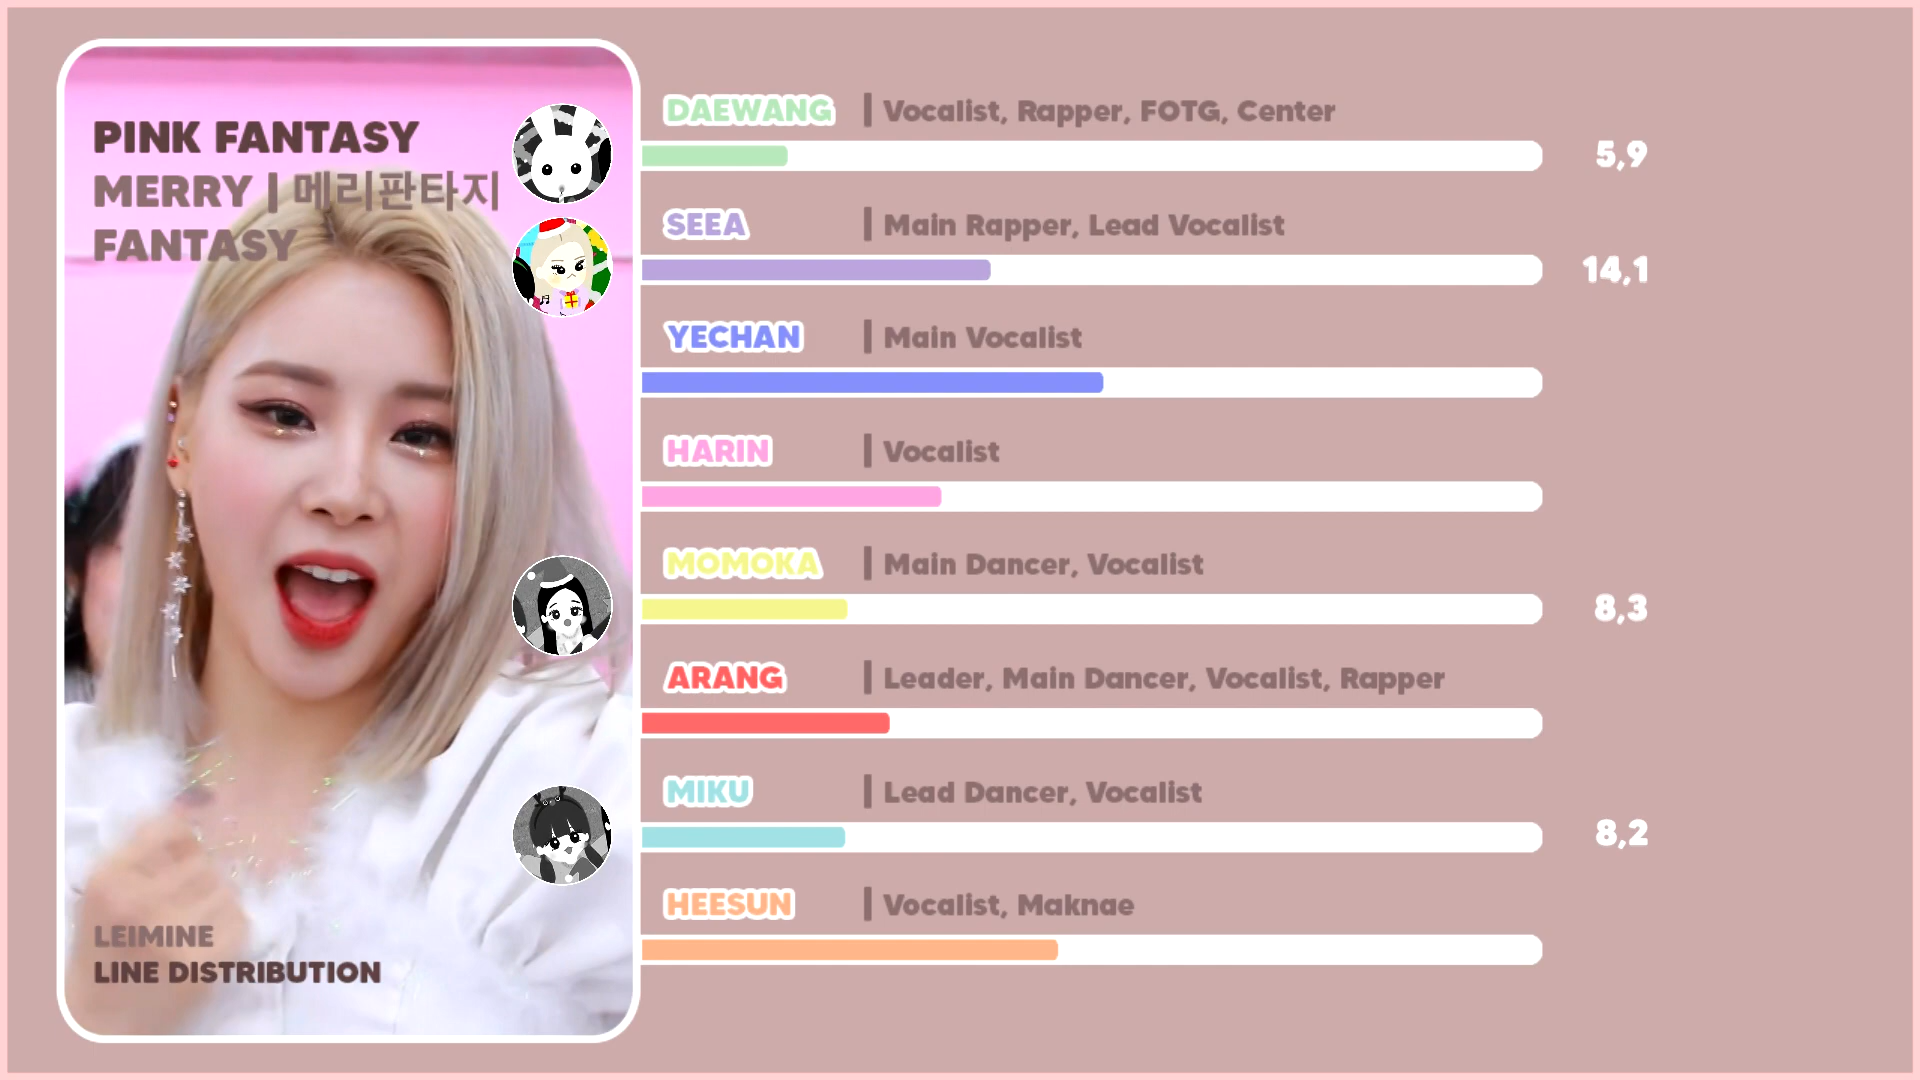 PINK FANTASY
MERRY | 메리판타지
FANTASY
LEIMINE
LINE DISTRIBUTION
DAEWANG | Vocalist, Rapper, FOTG, Center
5,9
SEEA | Main Rapper, Lead Vocalist
14,1
YECHAN | Main Vocalist
HARIN | Vocalist
MOMOKA | Main Dancer, Vocalist
8,3
ARANG | Leader, Main Dancer, Vocalist, Rapper
MIKU | Lead Dancer, Vocalist
8,2
HEESUN | Vocalist, Maknae